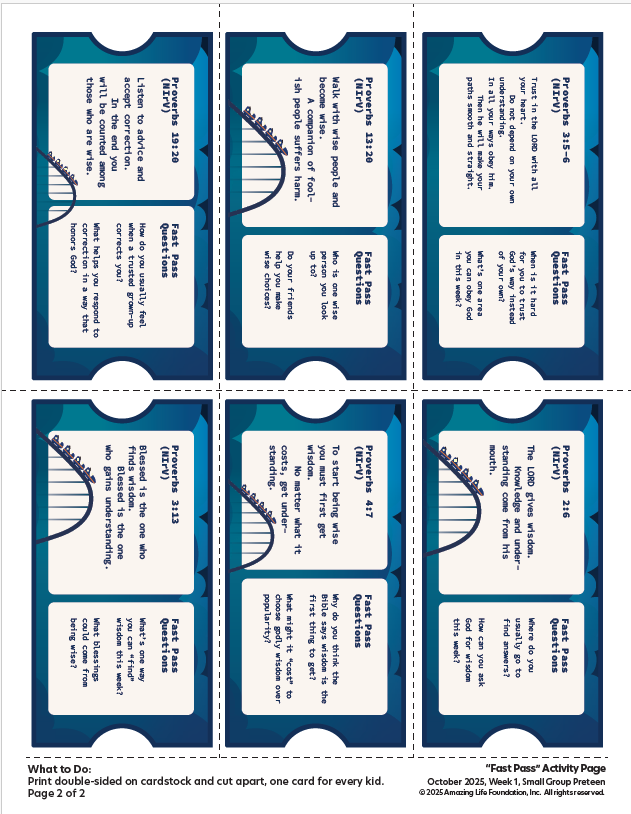 Proverbs 19:20
(NIrV)
Listen to advice and
accept correction.
In the end you
will be counted among
those who are wise.
Fast Pass
Questions
How do you usually feel
when a trusted grown-up
corrects you?
What helps you respond to
correction in a way that
honors God?
Proverbs 13:20
(NIrV)
Walk with wise people and
become wise.
A companion of fool-
ish people suffers harm.
Fast Pass
Questions
Who is one wise
person you look
up to?
Do your friends
help you make
wise choices?
Proverbs 3:5–6
(NIrV)
Trust in the LORD with all
your heart.
Do not depend on your own
understanding.
In all your ways obey him.
Then he will make your
paths smooth and straight.
Fast Pass
Questions
When is it hard
for you to trust
God's way instead
of your own?
What's one area
you can obey God
in this week?
Proverbs 3:13
(NIrV)
Blessed is the one who
finds wisdom.
Blessed is the one
who gains understanding.
Fast Pass
Questions
What's one way
you can "find"
wisdom this week?
What blessings
could come from
being wise?
Proverbs 4:7
(NIrV)
To start being wise
you must first get
wisdom.
No matter what it
costs, get under-
standing.
Fast Pass
Questions
Why do you think the
Bible says wisdom is the
first thing to get?
What might it "cost" to
choose godly wisdom over
popularity?
Proverbs 2:6
(NIrV)
The LORD gives wisdom.
Knowledge and under-
standing come from his
mouth.
Fast Pass
Questions
Where do you
usually go to
find answers?
How can you ask
God for wisdom
this week?
What to Do:
Print double-sided on cardstock and cut apart, one card for every kid.
Page 2 of 2
"Fast Pass" Activity Page
October 2025, Week 1, Small Group Preteen
© 2025 Amazing Life Foundation, Inc. All rights reserved.